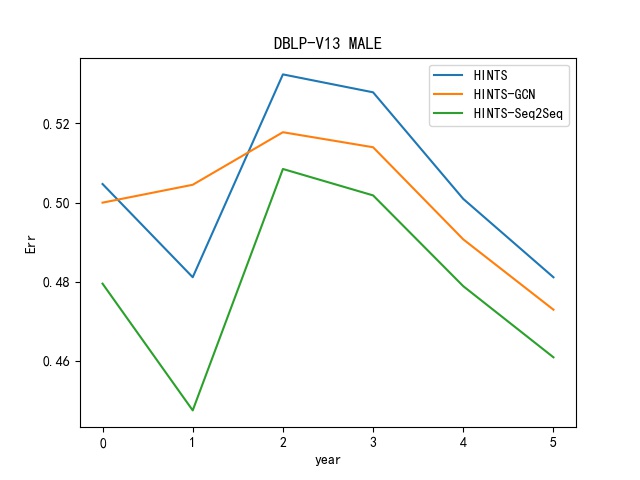 DBLP-V13 MALE
HINTS
HINTS-GCN
HINTS-Seq2Seq
Err
0.52
0.50
0.48
0.46
0 1 2 3 4 5
year